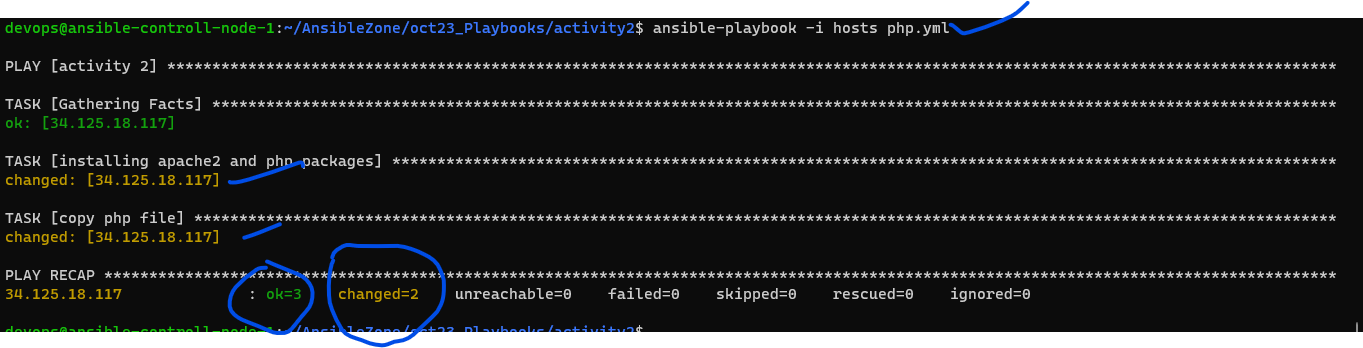 devops@ansible-controll-node-1:~/AnsibleZone/oct23_Playbooks/activity2$ ansible-playbook -i hosts php.yml
PLAY [activity 2] **********************************************************************************************************************************
TASK [Gathering Facts] *****************************************************************************************************************************
ok: [34.125.18.117]
TASK [installing apache2 and php packages] *********************************************************************************************************
changed: [34.125.18.117]
TASK [copy php file] *******************************************************************************************************************************
changed: [34.125.18.117]
PLAY RECAP *****************************************************************************************************************************************
34.125.18.117 : ok=3 changed=2 unreachable=0 failed=0 skipped=0 rescued=0 ignored=0
devops@ansible-controll-node-1:~/AnsibleZone/oct23_Playbooks/activity2$